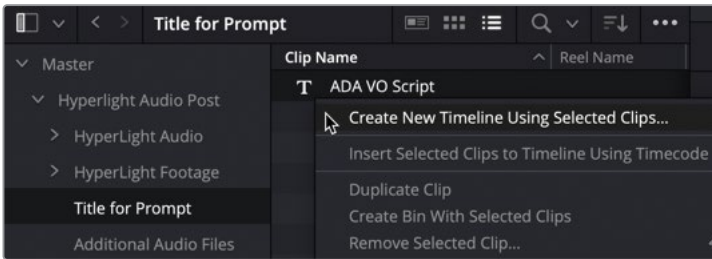 Title for Prompt
Master
Hyperlight Audio Post
HyperLight Audio
HyperLight Footage
Title for Prompt
Additional Audio Files
Clip Name
Reel Name
T ADA VO Script
Create New Timeline Using Selected Clips...
Insert Selected Clips to Timeline Using Timecode
Duplicate Clip
Create Bin With Selected Clips
Remove Selected Clip...